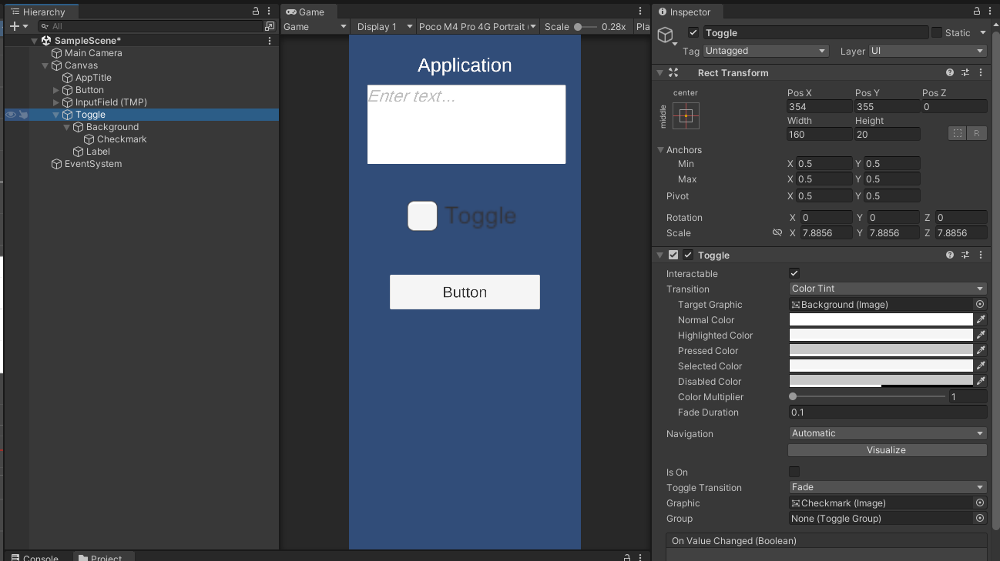 Hierarchy
All
SampleScene*
Main Camera
Canvas
AppTitle
Button
InputField (TMP)
Toggle
Background
Checkmark
Label
EventSystem
Game
Game Display 1 Poco M4 Pro 4G Portrait ( Scale 0.28x Pla
Application
Enter text...
Toggle
Button
Console Project
Inspector
Toggle Static
Tag Untagged Layer UI
Rect Transform
center
middle
Pos X Pos Y Pos Z
354 355 0
Width Height
160 20 R
Anchors
Min X 0.5 Y 0.5
Max X 0.5 Y 0.5
Pivot X 0.5 Y 0.5
Rotation X 0 Y 0 Z 0
Scale X 7.8856 Y 7.8856 Z 7.8856
Toggle
Interactable
Transition Color Tint
Target Graphic Background (Image)
Normal Color
Highlighted Color
Pressed Color
Selected Color
Disabled Color
Color Multiplier 1
Fade Duration 0.1
Navigation Automatic
Visualize
Is On
Toggle Transition Fade
Graphic Checkmark (Image)
Group None (Toggle Group)
On Value Changed (Boolean)